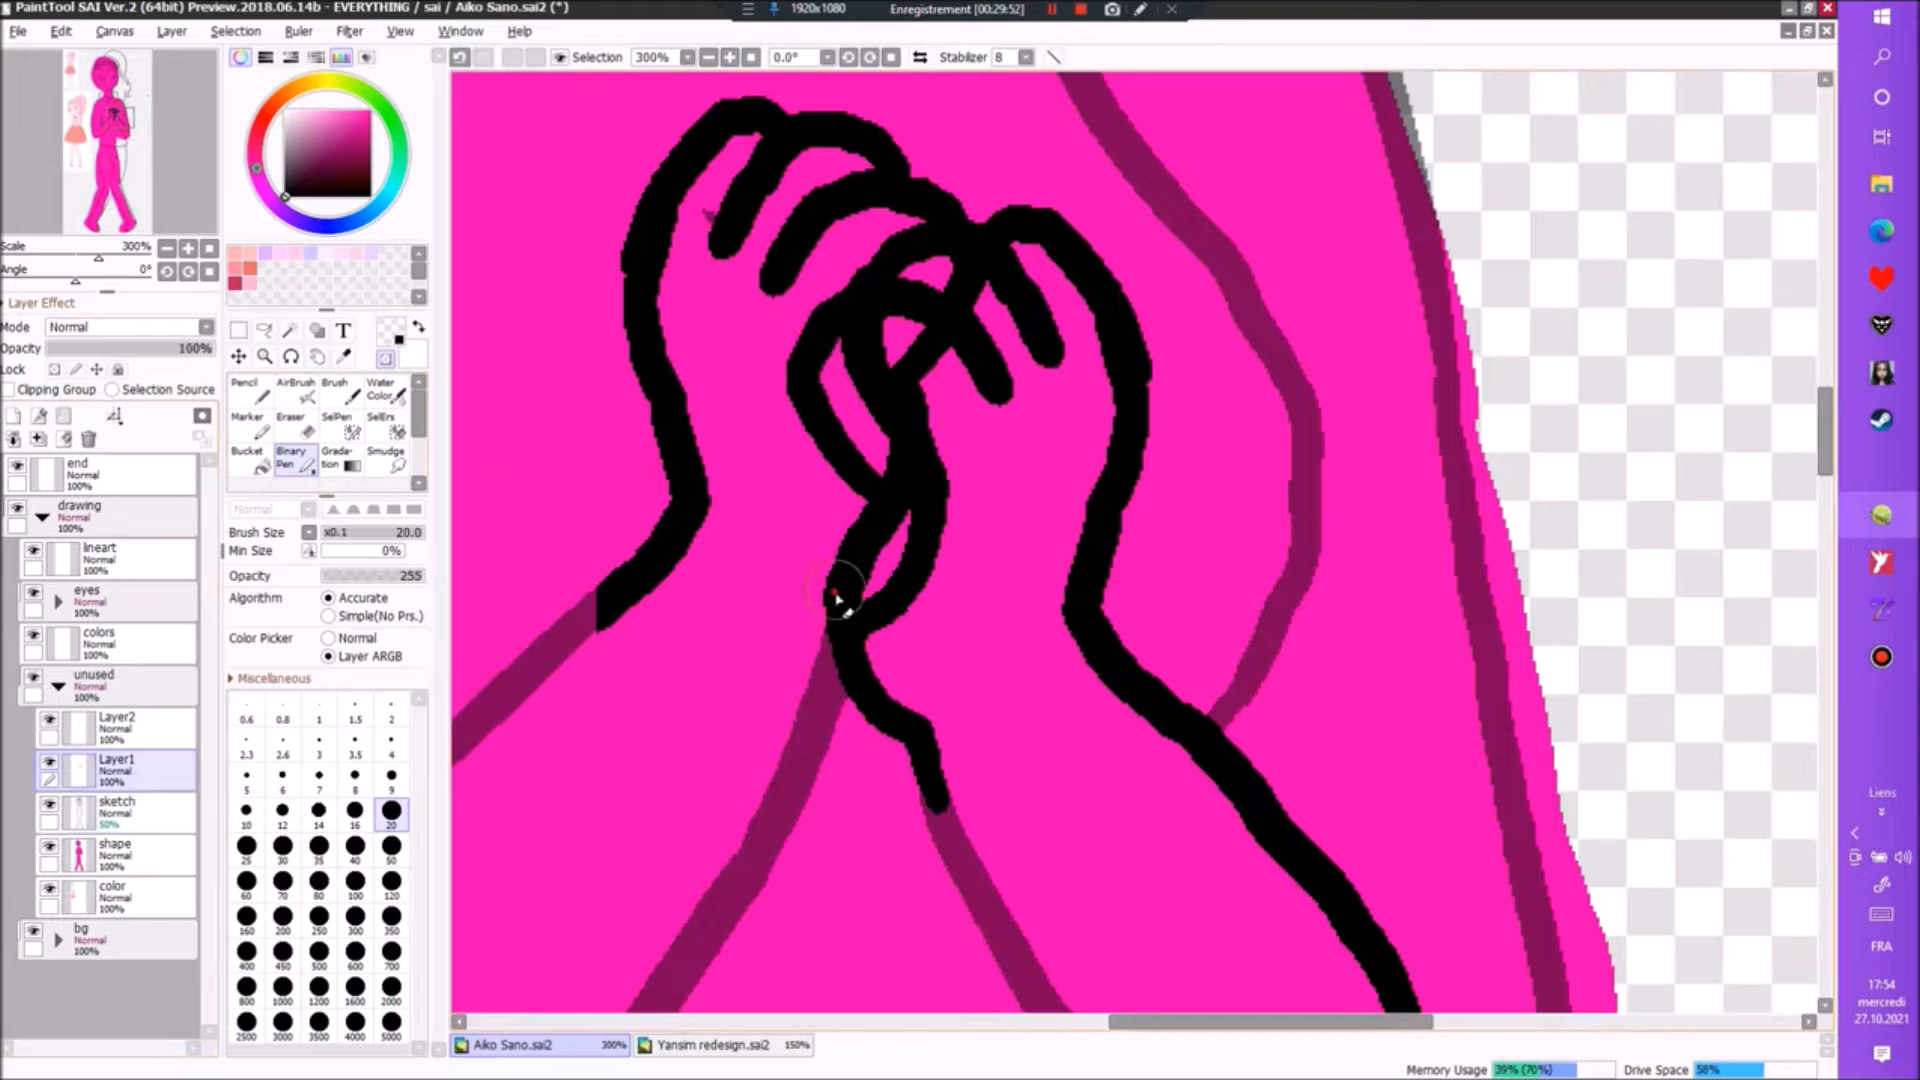 PaintTool SAI Ver.2 (64bit) Preview.2018.06.14b - EVERYTHING / sai / Aiko Sano.sai2 (*)
1920x1080
Enregistrement [00:29:52]
File Edit Canvas Layer Selection Ruler Filter View Window Help
Selection 300% 0.0° Stabilizer 8
Scale 300%
Angle 0°
Layer Effect
Mode Normal
Opacity 100%
Lock
Clipping Group Selection Source
end
Normal
100%
drawing
Normal
100%
lineart
Normal
100%
eyes
Normal
100%
colors
Normal
100%
unused
Normal
100%
Layer2
Normal
100%
Layer1
Normal
100%
sketch
Normal
50%
shape
Normal
100%
color
Normal
100%
bg
Normal
100%
T
Pencil AirBrush Brush Water Color
Marker Eraser SelPen SelErs
Bucket Binary Pen Grada-tion Smudge
Normal
Brush Size x0.1 20.0
Min Size 0%
Opacity 255
Algorithm Accurate
Simple(No Prs.)
Color Picker Normal
Layer ARGB
Miscellaneous
0.6 0.8 1 1.5 2
2.3 2.6 3 3.5 4
5 6 7 8 9
10 12 14 16 20
25 30 35 40 50
60 70 80 100 120
160 200 250 300 350
400 450 500 600 700
800 1000 1200 1600 2000
2500 3000 3500 4000 5000
Aiko Sano.sai2 300% Yansim redesign.sai2 150%
Memory Usage 39% (70%) Drive Space 58%
Liens
FRA
17:54
mercredi
27.10.2021